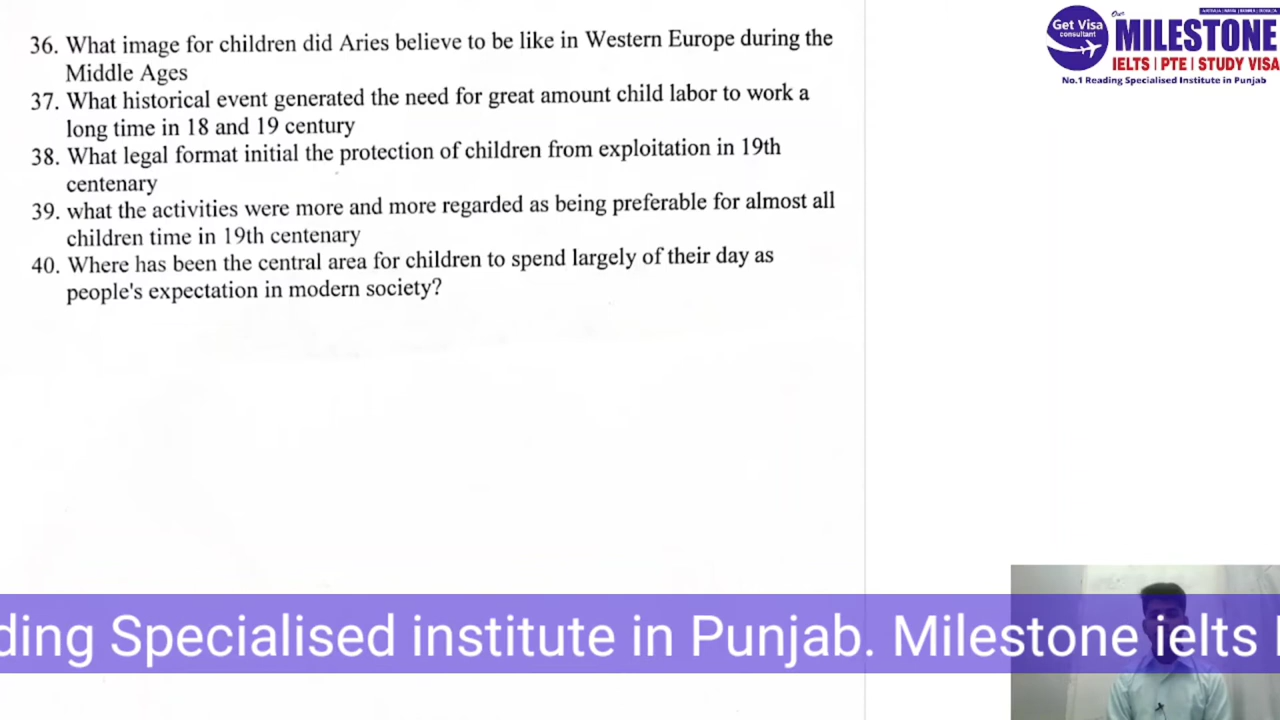 36. What image for children did Aries believe to be like in Western Europe during the
Middle Ages
37. What historical event generated the need for great amount child labor to work a
long time in 18 and 19 century
38. What legal format initial the protection of children from exploitation in 19th
centenary
39. what the activities were more and more regarded as being preferable for almost all
children time in 19th centenary
40. Where has been the central area for children to spend largely of their day as
people's expectation in modern society?
Get Visa
consultant
Our
MILESTONE
IELTS | PTE | STUDY VISA
No.1 Reading Specialised Institute in Punjab
ding Specialised institute in Punjab. Milestone ielts